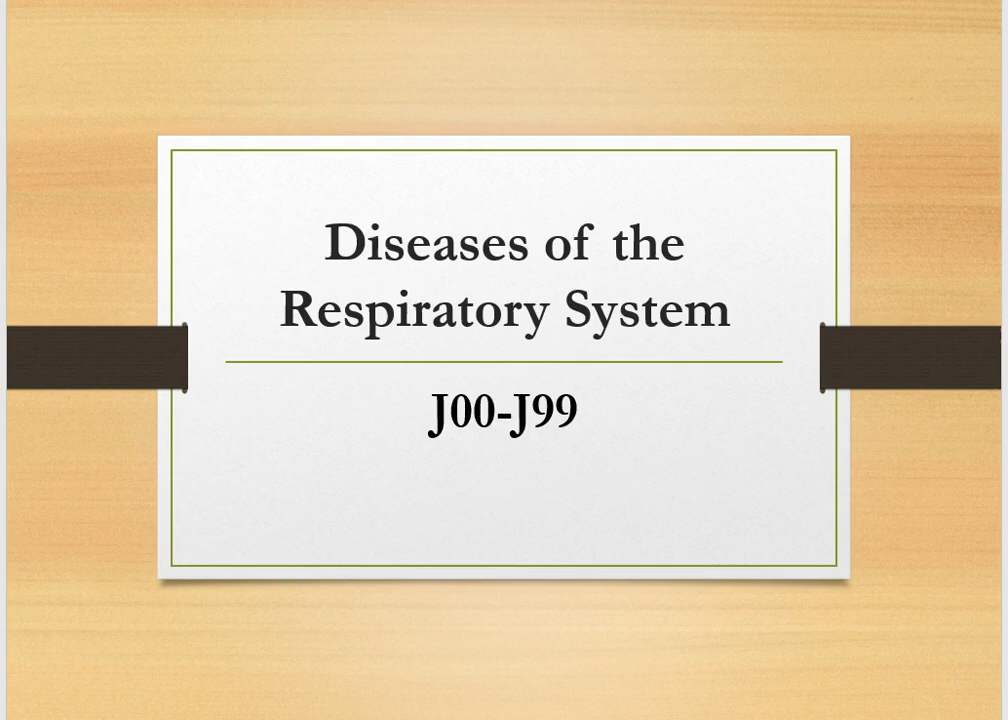 Diseases of the
Respiratory System
J00-J99